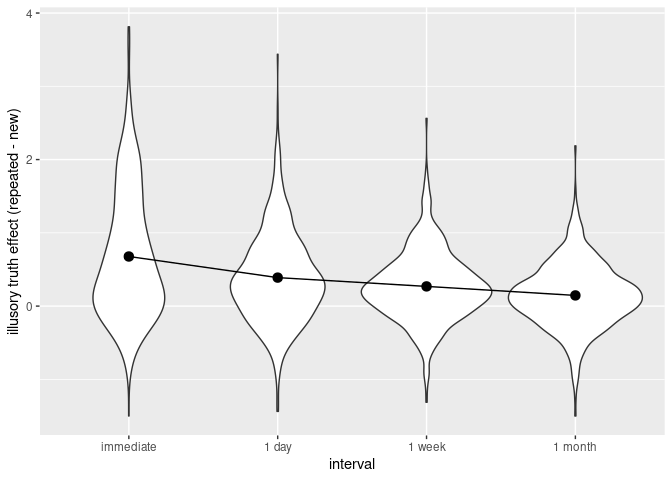 illusory truth effect (repeated - new)
4
2
0
immediate
1 day
1 week
1 month
interval